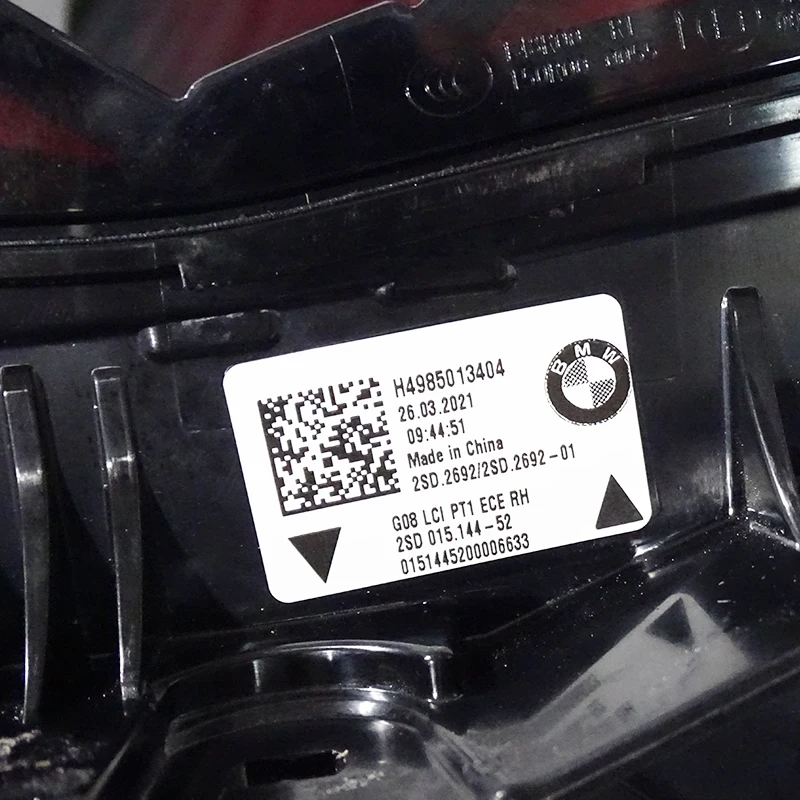 H4985013404
26.03.2021
09:44:51
Made in China
2SD.2692/2SD.2692-01
BMW
G08 LCI PT1 ECE RH
2SD 015.144-52
0151445200006633